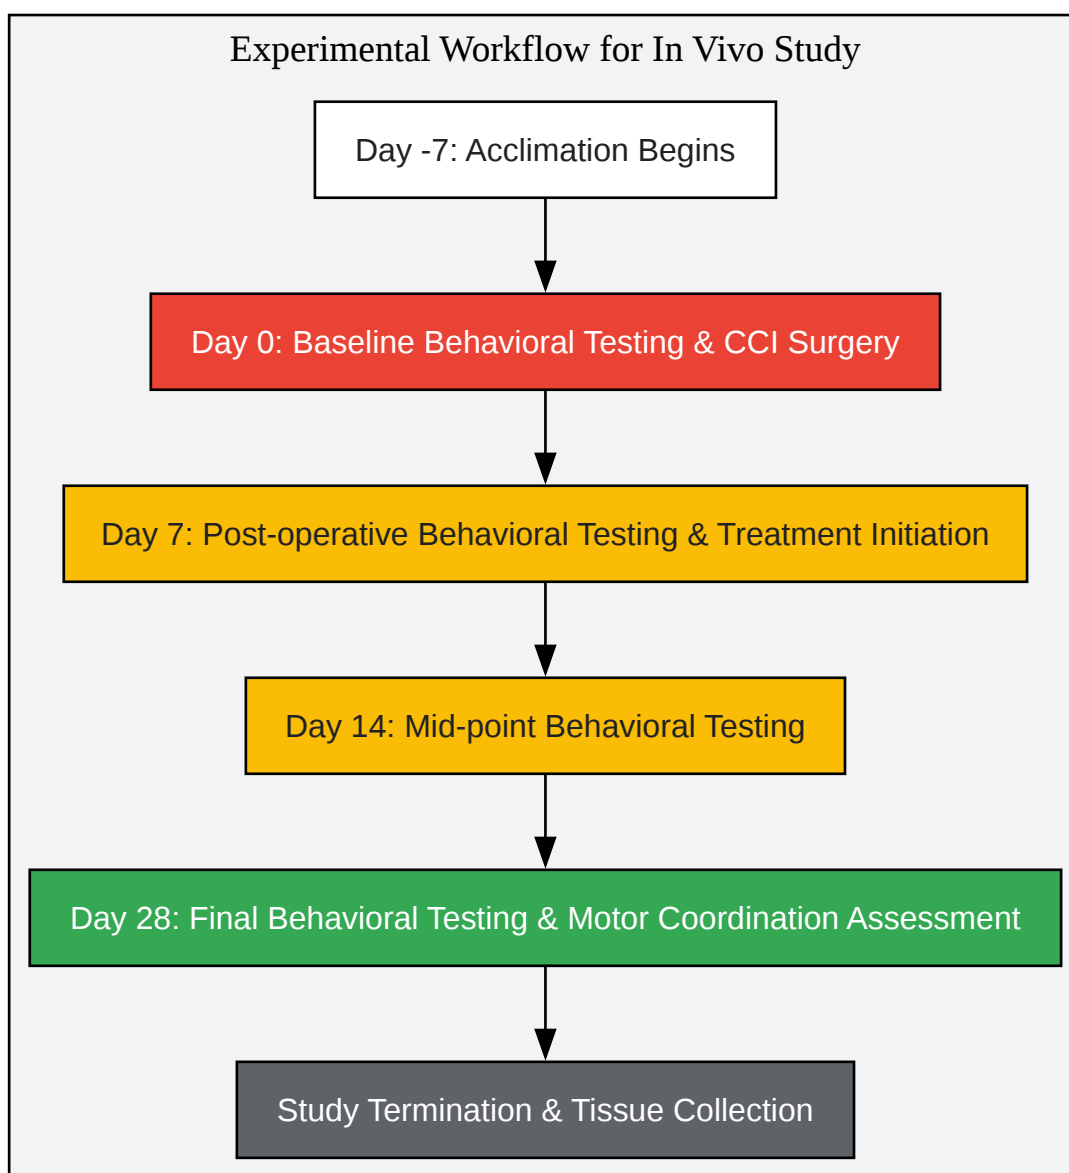 Experimental Workflow for In Vivo Study
Day -7: Acclimation Begins
Day 0: Baseline Behavioral Testing & CCI Surgery
Day 7: Post-operative Behavioral Testing & Treatment Initiation
Day 14: Mid-point Behavioral Testing
Day 28: Final Behavioral Testing & Motor Coordination Assessment
Study Termination & Tissue Collection